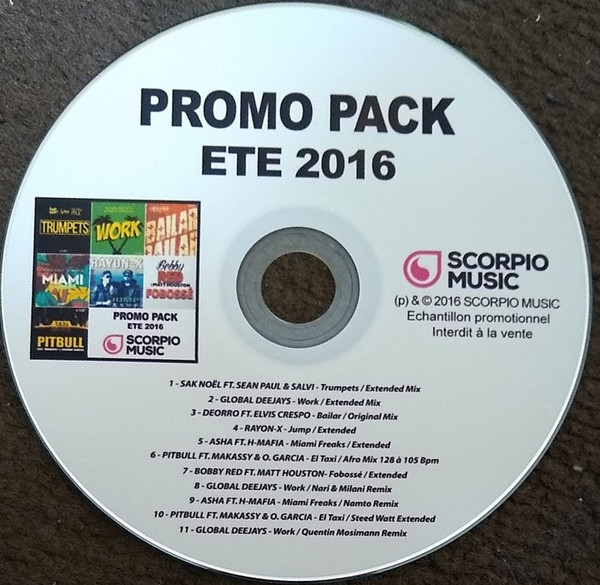 PROMO PACK
ETE 2016
TRUMPETS
WORK
BAILAR
BAILAR
MIAMI
RAYON-X
JUMP
Bobby
RED
MATT HOUSTON
FOBOSSÉ
TAXI
PITBULL
PROMO PACK
ETE 2016
SCORPIO
MUSIC
SCORPIO
MUSIC
(p) & © 2016 SCORPIO MUSIC
Echantillon promotionnel
Interdit à la vente
1 - SAK NOËL FT. SEAN PAUL & SALVI - Trumpets / Extended Mix
2 - GLOBAL DEEJAYS - Work / Extended Mix
3 - DEORRO FT. ELVIS CRESPO - Bailar / Original Mix
4 - RAYON-X - Jump / Extended
5 - ASHA FT. H-MAFIA - Miami Freaks / Extended
6 - PITBULL FT. MAKASSY & O. GARCIA - El Taxi / Afro Mix 128 à 105 Bpm
7 - BOBBY RED FT. MATT HOUSTON- Fobossé / Extended
8 - GLOBAL DEEJAYS - Work / Nari & Milani Remix
9 - ASHA FT. H-MAFIA - Miami Freaks / Namto Remix
10 - PITBULL FT. MAKASSY & O. GARCIA - El Taxi / Steed Watt Extended
11 - GLOBAL DEEJAYS - Work / Quentin Mosimann Remix